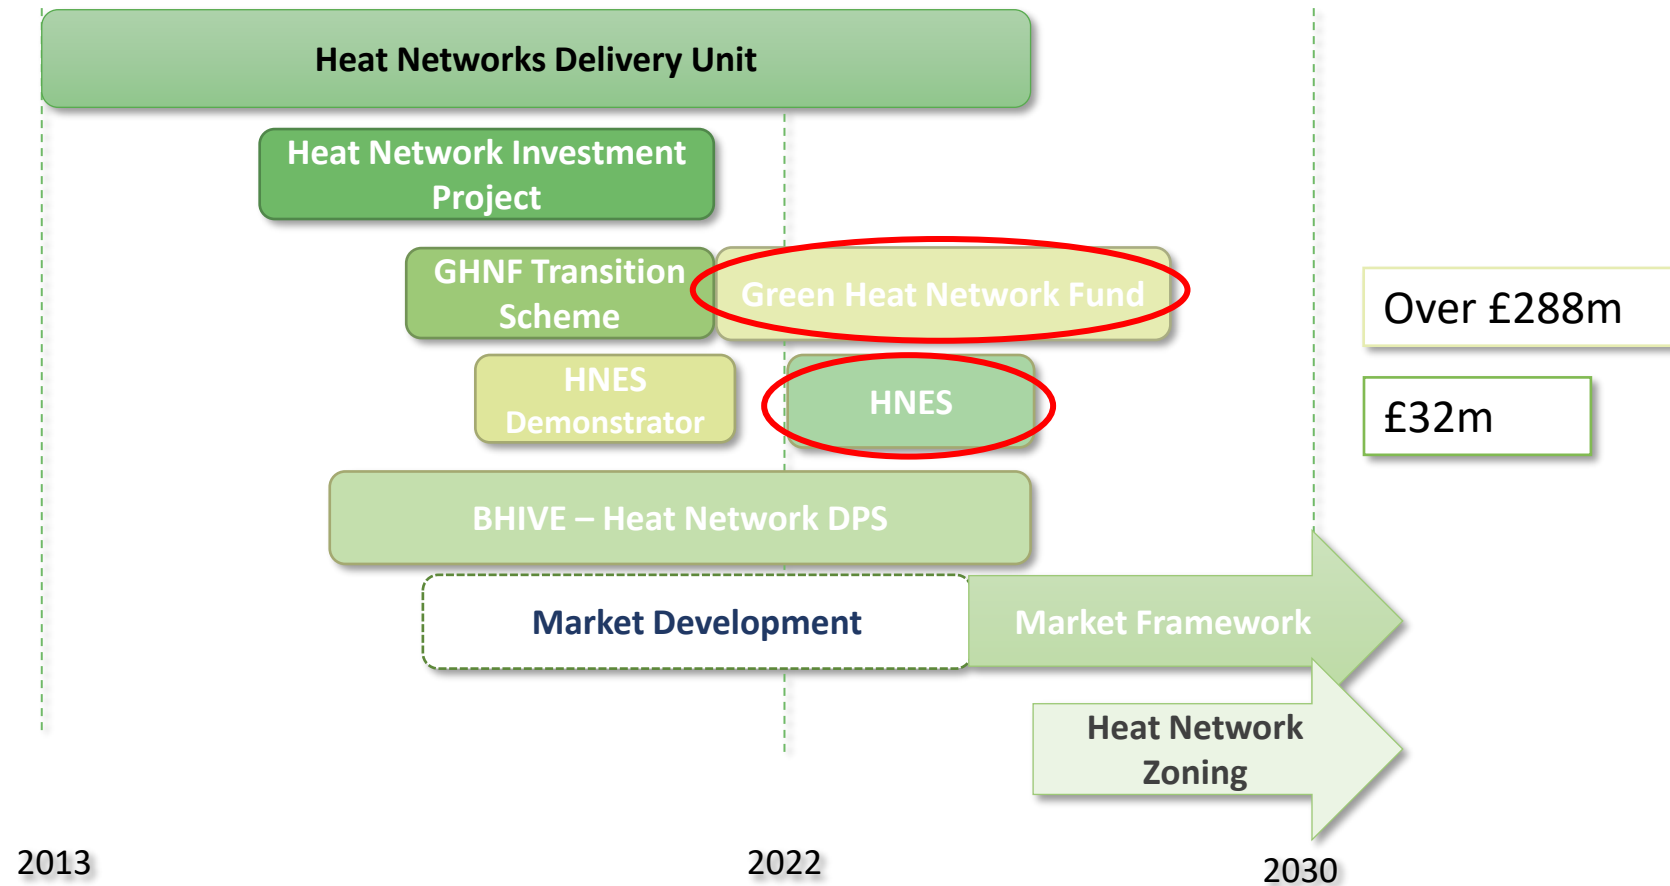 Heat Networks Delivery Unit
Heat Network Investment
Project
GHNF Transition
Scheme
Green Heat Network Fund
Over £288m
HNES
Demonstrator
HNES
£32m
BHIVE – Heat Network DPS
Market Development
Market Framework
Heat Network
Zoning
2013
2022
2030